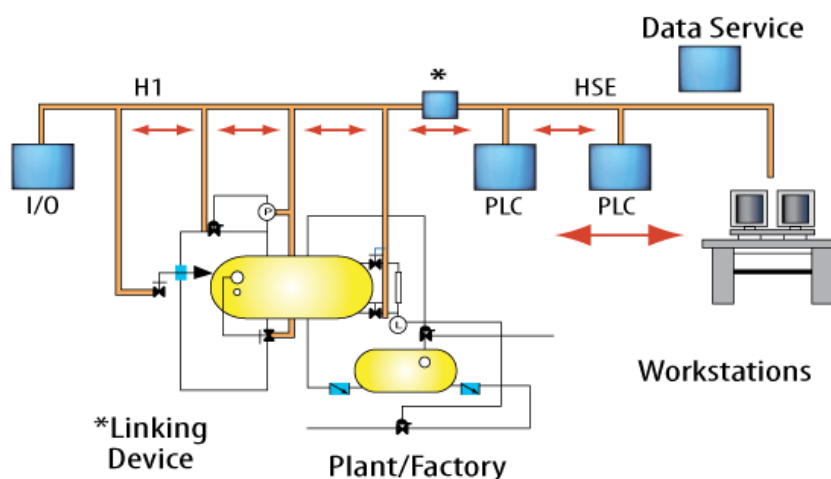 Data Service
H1
*
HSE
I/O
PLC
PLC
P
L
Workstations
*Linking
Device
Plant/Factory